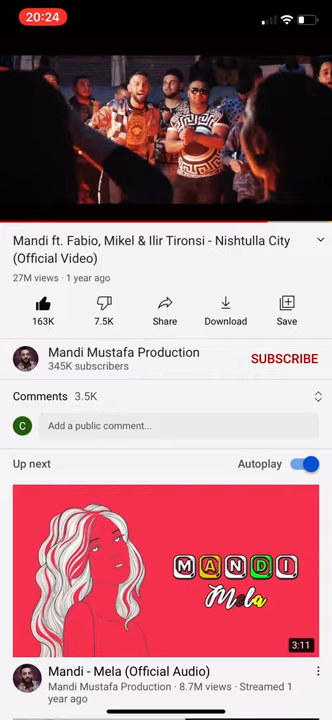 20:24
Mandi ft. Fabio, Mikel & Ilir Tironsi - Nishtulla City
(Official Video)
27M views · 1 year ago
163K
7.5K
Share
Download
Save
Mandi Mustafa Production
345K subscribers
SUBSCRIBE
Comments 3.5K
C
Add a public comment...
Up next
Autoplay
MANDI
Mela
3:11
Mandi - Mela (Official Audio)
Mandi Mustafa Production · 8.7M views · Streamed 1
year ago